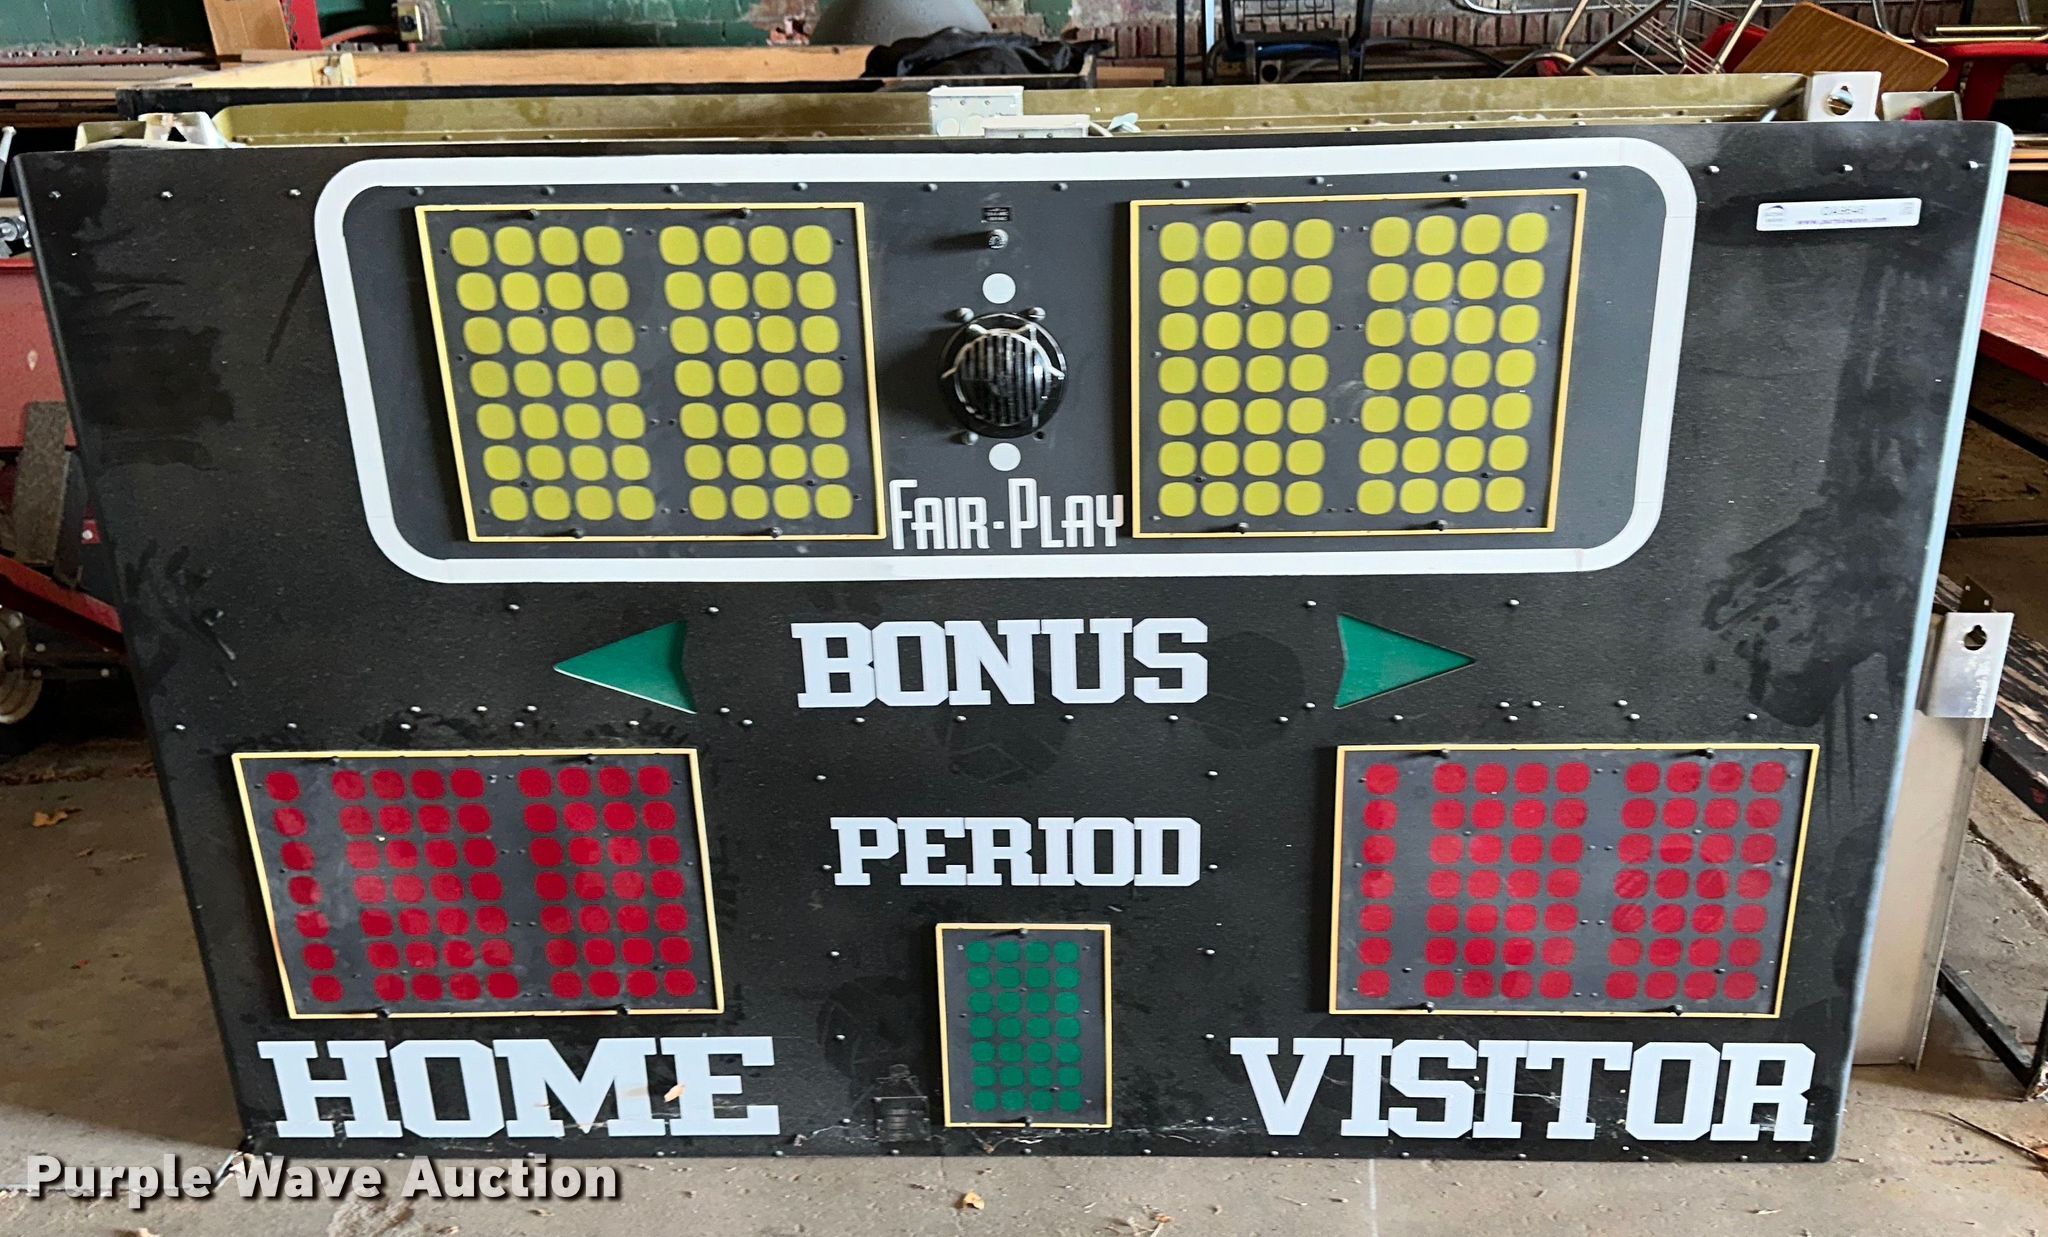 FAIR-PLAY
BONUS
PERIOD
HOME
VISITOR
Purple Wave Auction